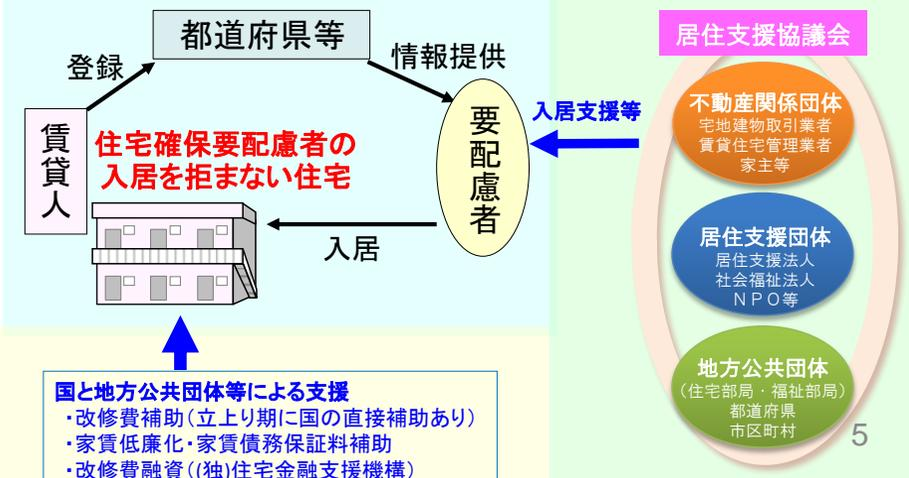 都道府県等
登録
情報提供
賃貸人
住宅確保要配慮者の
入居を拒まない住宅
要配慮者
入居
入居支援等
国と地方公共団体等による支援
・改修費補助（立上り期に国の直接補助あり）
・家賃低廉化・家賃債務保証料補助
・改修費融資（(独)住宅金融支援機構）
居住支援協議会
不動産関係団体
宅地建物取引業者
賃貸住宅管理業者
家主等
居住支援団体
居住支援法人
社会福祉法人
ＮＰＯ等
地方公共団体
（住宅部局・福祉部局）
都道府県
市区町村
5